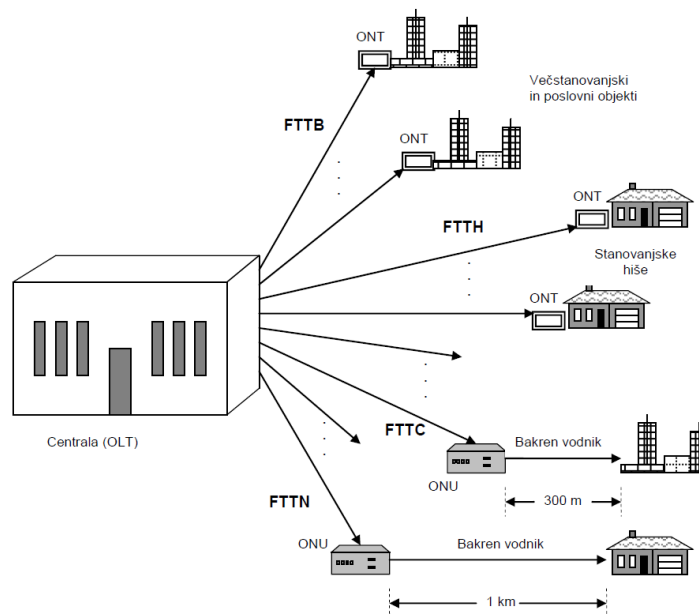 ONT
Večstanovanjski
in poslovni objekti
FTTB
ONT
ONT
FTTH
Stanovanjske
hiše
ONT
Centrala (OLT)
FTTC
Bakren vodnik
ONU
300 m
FTTN
ONU
Bakren vodnik
1 km